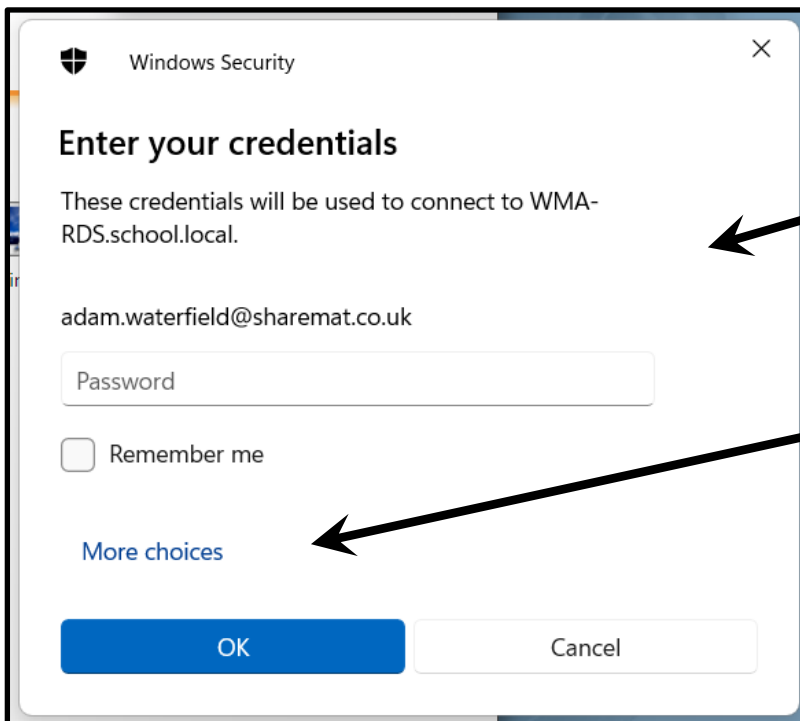 Windows Security
Enter your credentials
These credentials will be used to connect to WMA-
RDS.school.local.
adam.waterfield@sharemat.co.uk
Password
Remember me
More choices
OK
Cancel